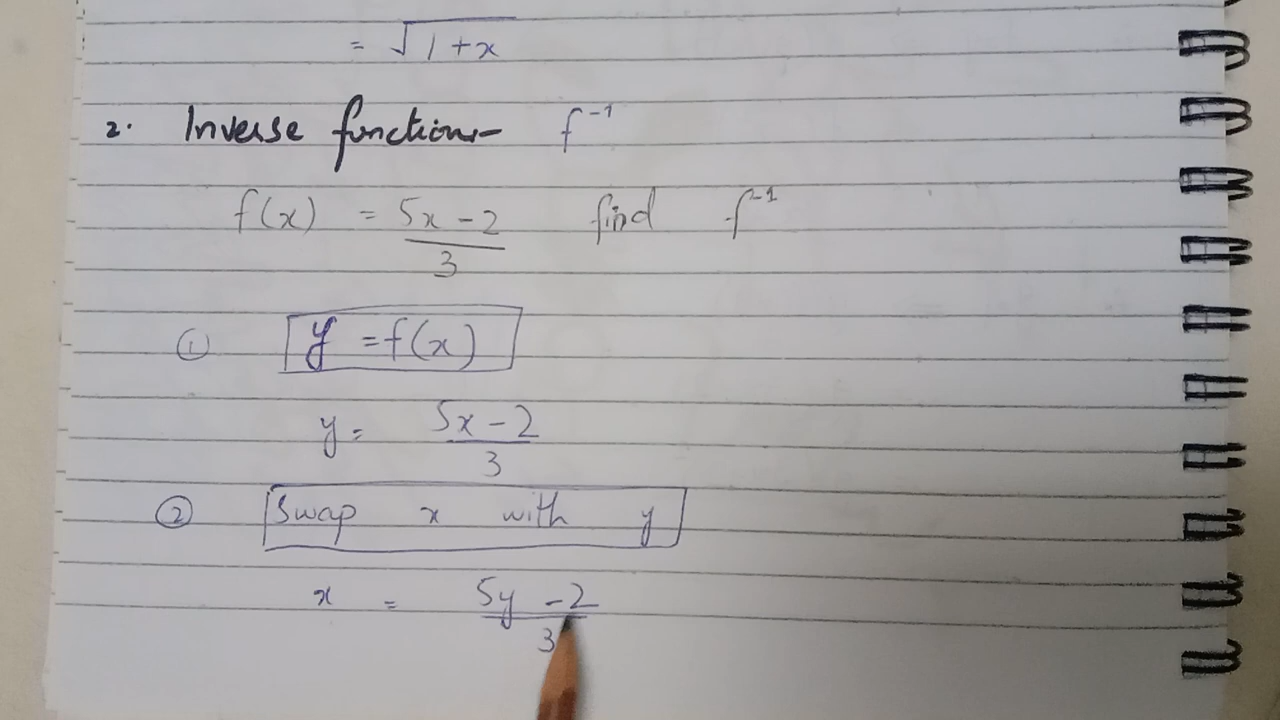 = √1+x
2. Inverse function- f⁻¹
f(x) = 5x - 2 / 3 find f⁻¹
① y = f(x)
y = 5x - 2 / 3
② Swap x with y
x = 5y - 2 / 3